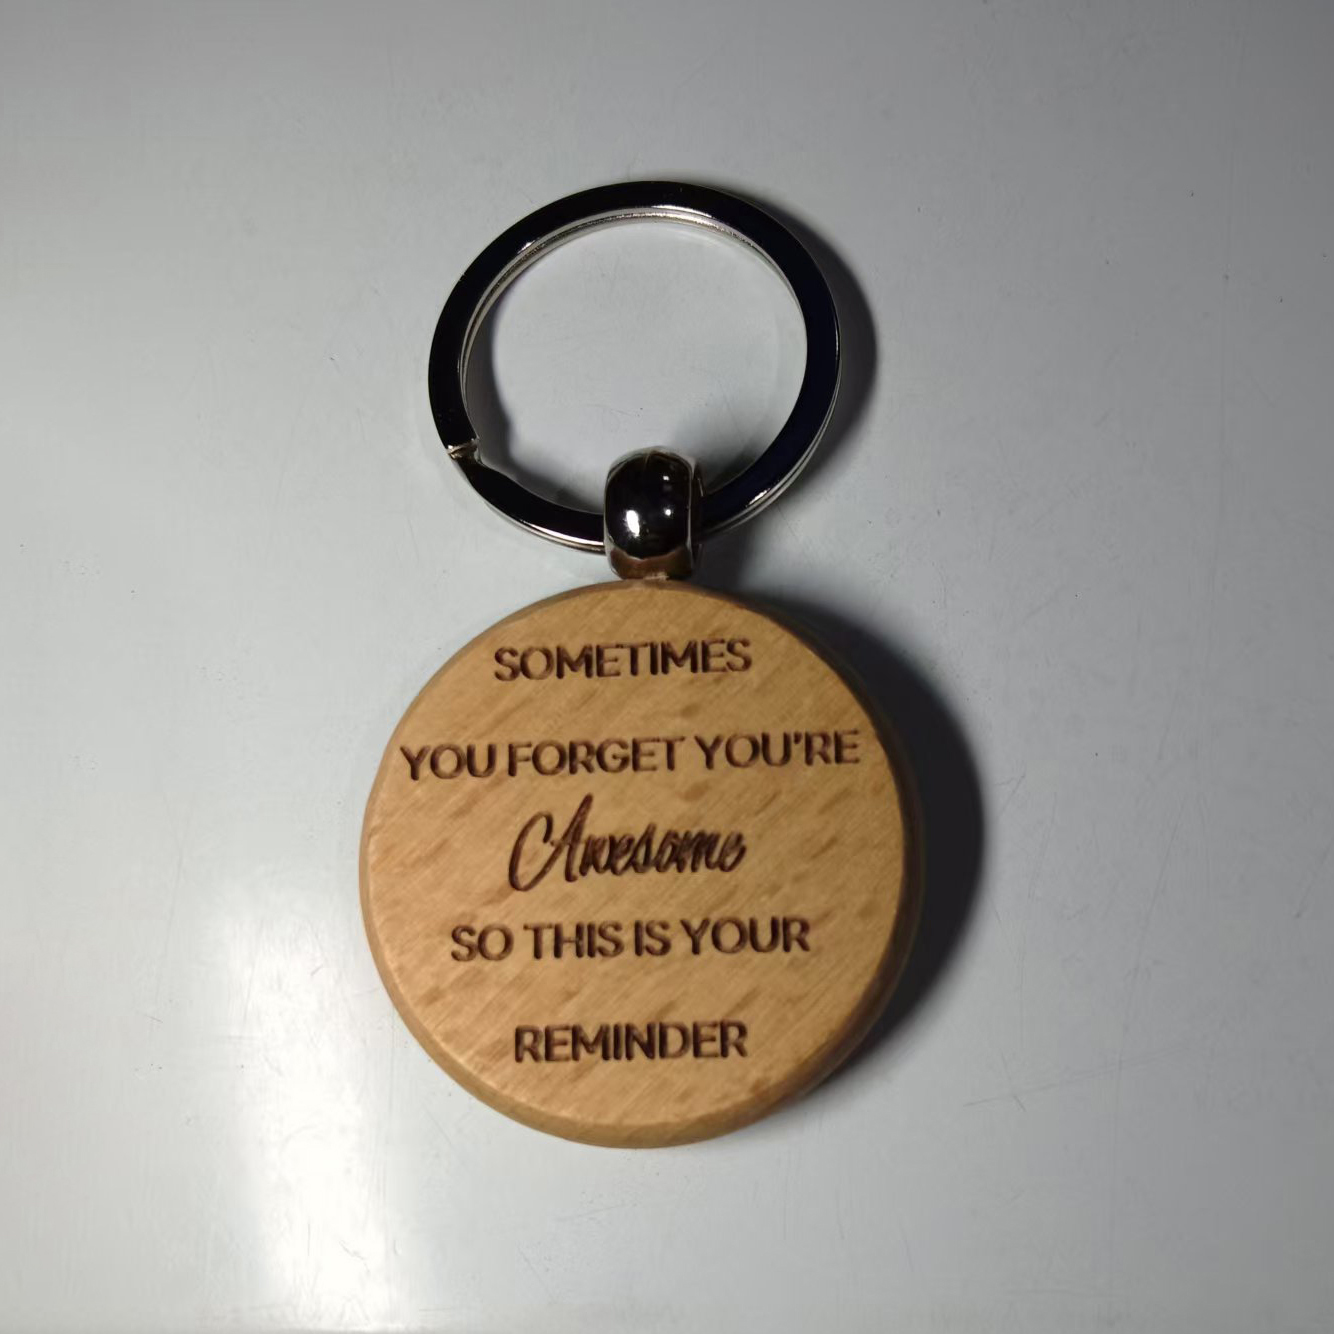 SOMETIMES
YOU FORGET YOU'RE
Awesome
SO THIS IS YOUR
REMINDER